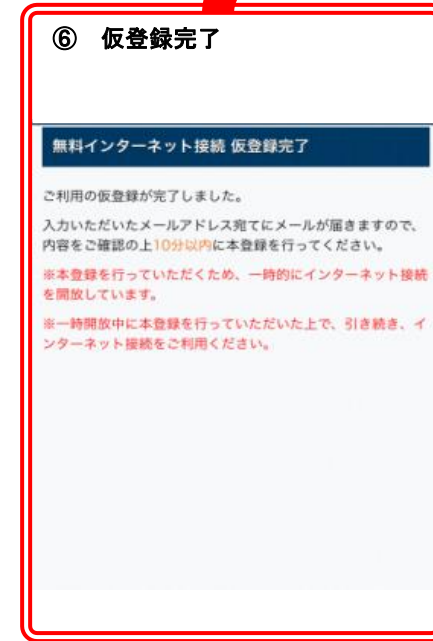 ⑥　仮登録完了
無料インターネット接続 仮登録完了
ご利用の仮登録が完了しました。
入力いただいたメールアドレス宛てにメールが届きますので、
内容をご確認の上10分以内に本登録を行ってください。
※本登録を行っていただくため、一時的にインターネット接続
を開放しています。
※一時開放中に本登録を行っていただいた上で、引き続き、イ
ンターネット接続をご利用ください。